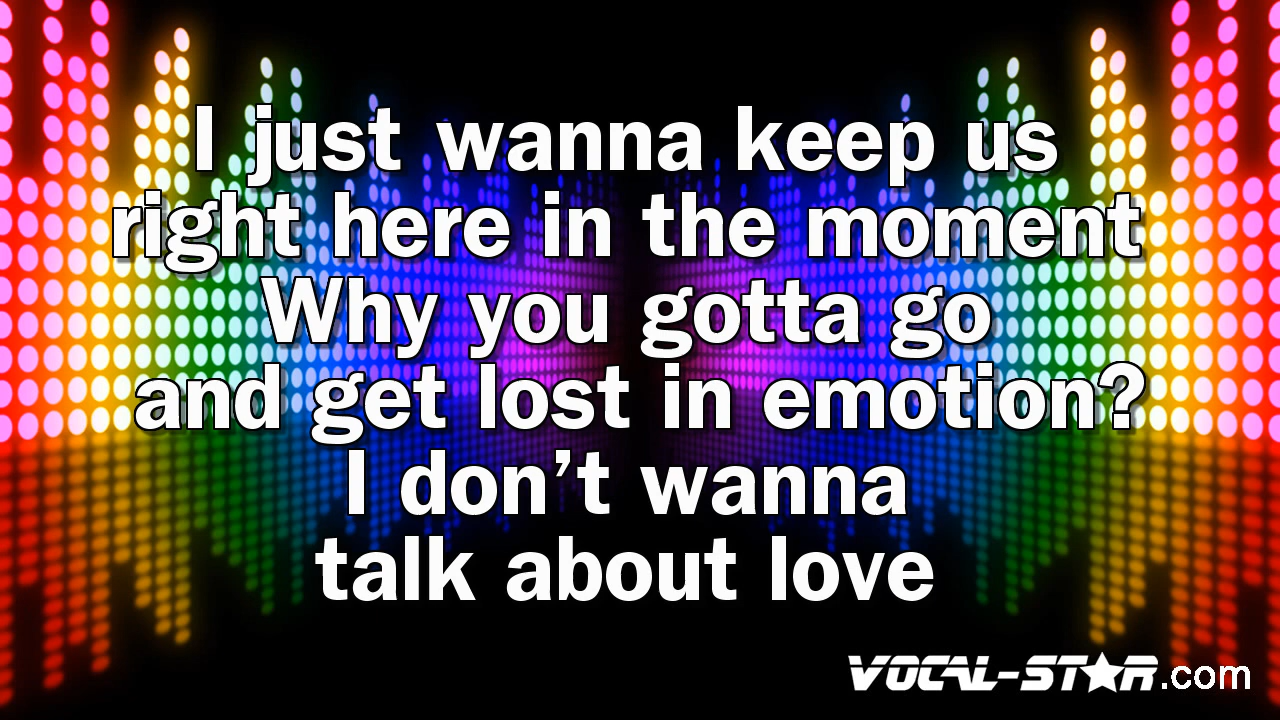 I just wanna keep us
right here in the moment
Why you gotta go
and get lost in emotion?
I don’t wanna
talk about love
VOCAL-STAR.com